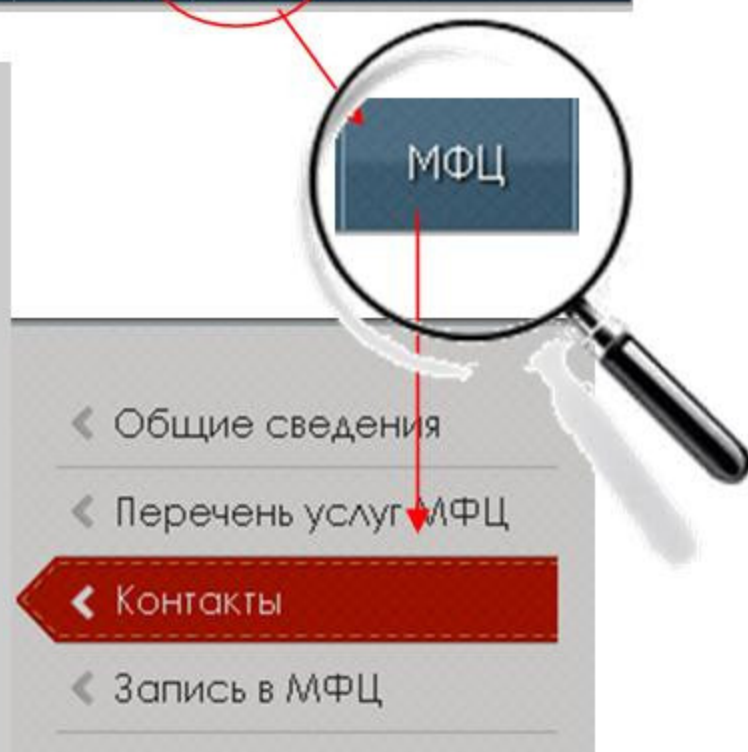 МФЦ
Общие сведения
Перечень услуг МФЦ
Контакты
Запись в МФЦ